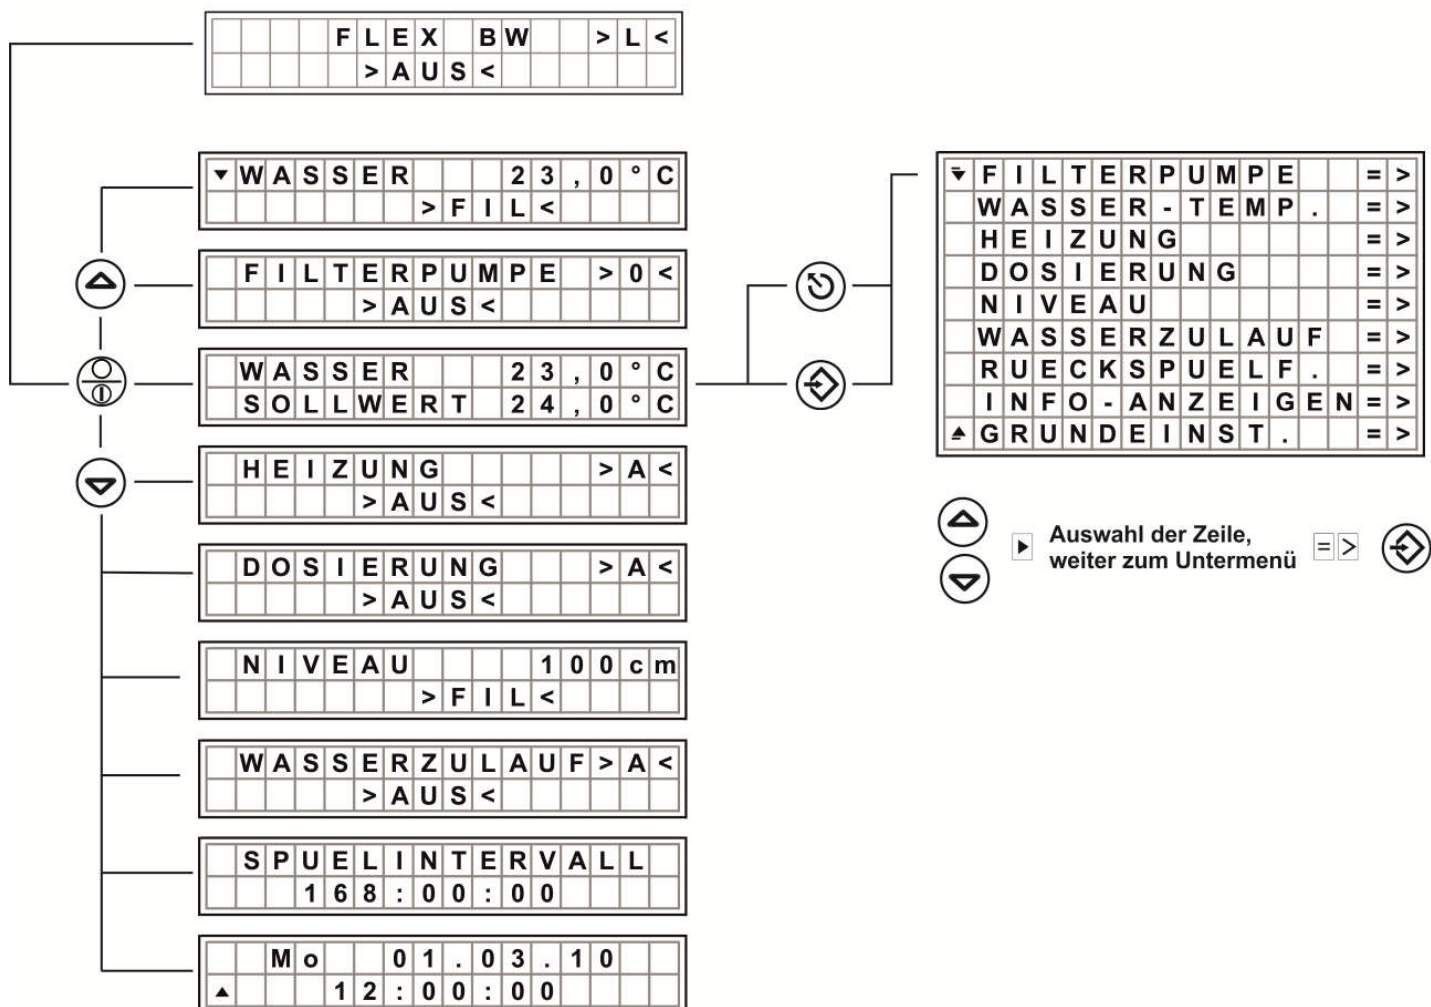 FLEX BW >L<
>AUS<
▼WASSER 23,0°C
>FIL<
FILTERPUMPE >0<
>AUS<
WASSER 23,0°C
SOLLWERT 24,0°C
HEIZUNG >A<
>AUS<
DOSIERUNG >A<
>AUS<
NIVEAU 100cm
>FIL<
WASSERZULAUF>A<
>AUS<
SPUELINTERVALL
168:00:00
Mo 01.03.10
▲ 12:00:00
FILTERPUMPE =>
WASSER-TEMP. =>
HEIZUNG =>
DOSIERUNG =>
NIVEAU =>
WASSERZULAUF =>
RUECKSPUELF. =>
INFO-ANZEIGEN=>
GRUNDEINST. =>
Auswahl der Zeile,
weiter zum Untermenü =>